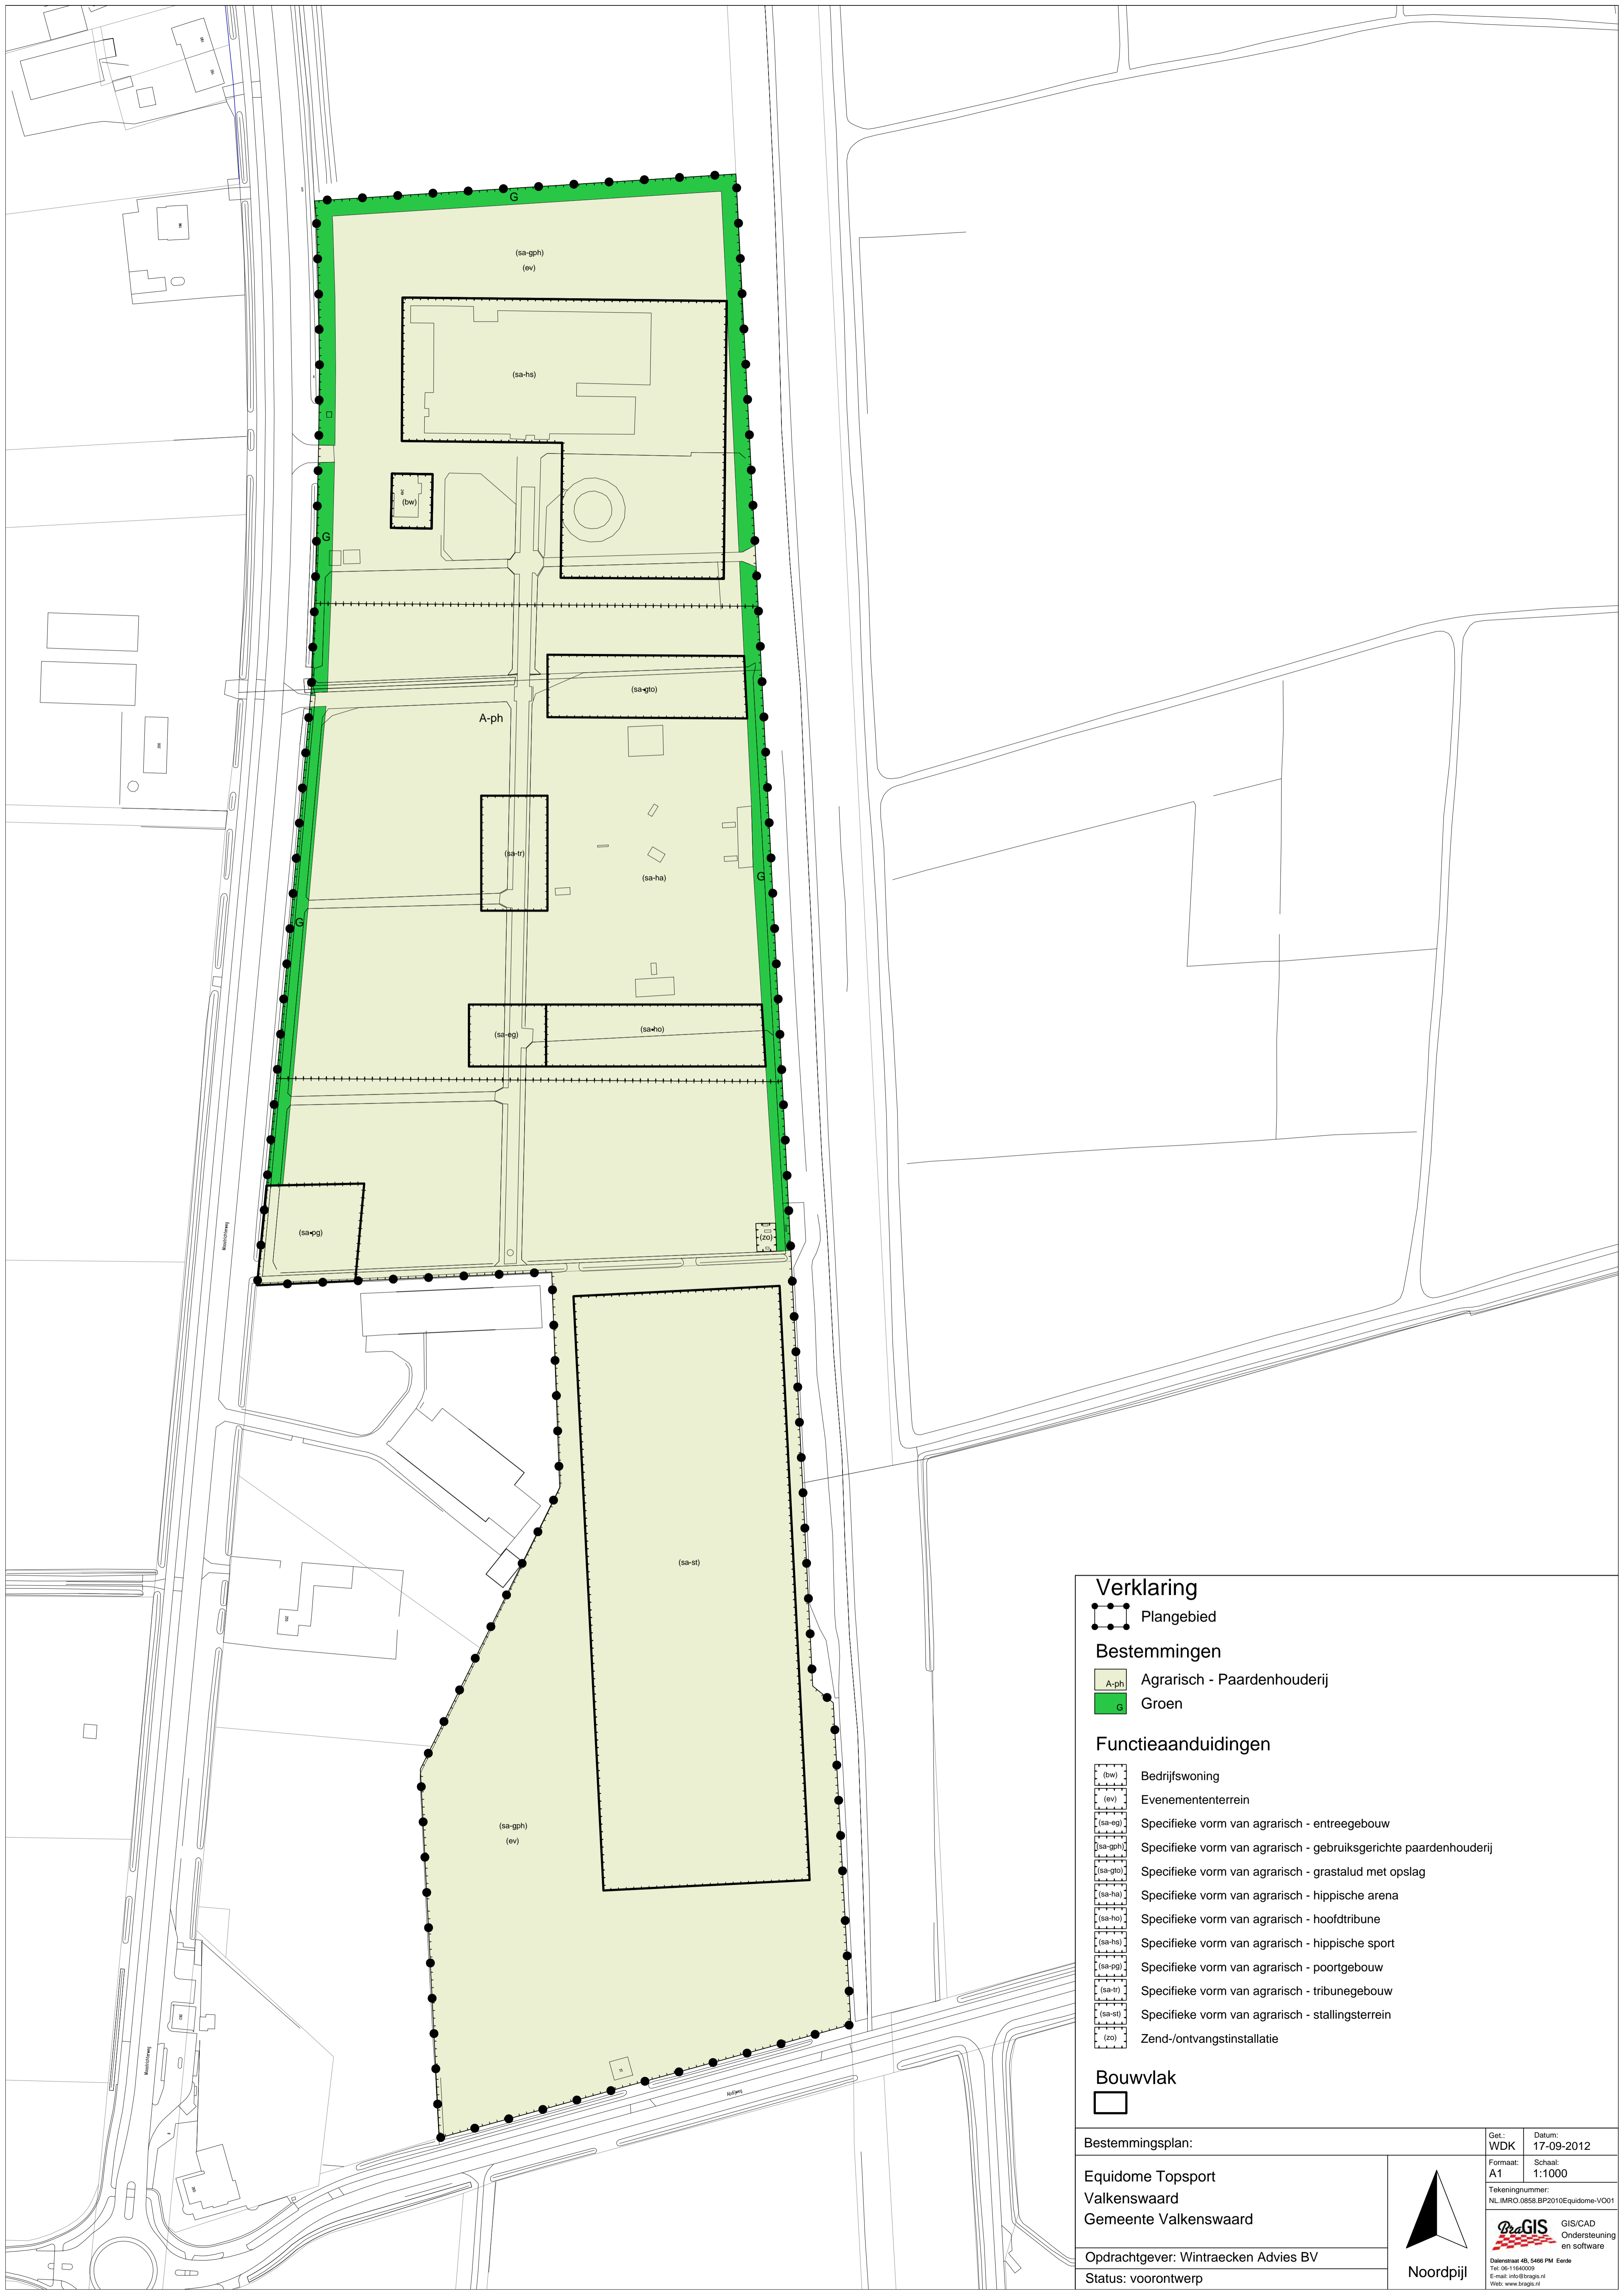 G
(sa-gph)
(ev)
(sa-hs)
(bw)
G
(sa-gto)
A-ph
(sa-tr)
(sa-ha)
G
G
(sa-eg)
(sa-ho)
(sa-pg)
(zo)
Maastrichterweg
(sa-st)
(sa-gph)
(ev)
Maastrichterweg
Abdijweg
Verklaring
Plangebied
Bestemmingen
A-ph Agrarisch - Paardenhouderij
G Groen
Functieaanduidingen
(bw) Bedrijfswoning
(ev) Evenemententerrein
(sa-eg) Specifieke vorm van agrarisch - entreegebouw
(sa-gph) Specifieke vorm van agrarisch - gebruiksgerichte paardenhouderij
(sa-gto) Specifieke vorm van agrarisch - grastalud met opslag
(sa-ha) Specifieke vorm van agrarisch - hippische arena
(sa-ho) Specifieke vorm van agrarisch - hoofdtribune
(sa-hs) Specifieke vorm van agrarisch - hippische sport
(sa-pg) Specifieke vorm van agrarisch - poortgebouw
(sa-tr) Specifieke vorm van agrarisch - tribunegebouw
(sa-st) Specifieke vorm van agrarisch - stallingsterrein
(zo) Zend-/ontvangstinstallatie
Bouwvlak
Bestemmingsplan:
Get.: Datum:
WDK 17-09-2012
Equidome Topsport
Valkenswaard
Gemeente Valkenswaard
Formaat: Schaal:
A1 1:1000
Tekeningnummer:
NL.IMRO.0858.BP2010Equidome-VO01
BraGIS
GIS/CAD
Ondersteuning
en software
Dalenstraat 4B, 5466 PM Eerde
Tel: 06-11640009
E-mail: info@bragis.nl
Web: www.bragis.nl
Noordpijl
Opdrachtgever: Wintraecken Advies BV
Status: voorontwerp